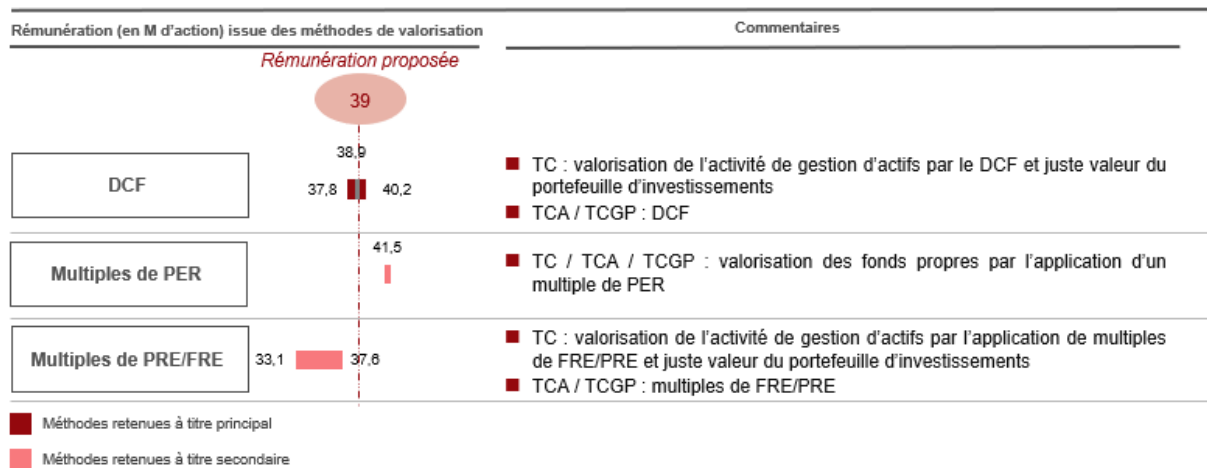 Rémunération (en M d'action) issue des méthodes de valorisation
Commentaires
Rémunération proposée
39
DCF
38,9
37,8
40,2
TC : valorisation de l'activité de gestion d'actifs par le DCF et juste valeur du
portefeuille d'investissements
TCA / TCGP : DCF
Multiples de PER
41,5
TC / TCA / TCGP : valorisation des fonds propres par l'application d'un
multiple de PER
Multiples de PRE/FRE
33,1
37,6
TC : valorisation de l'activité de gestion d'actifs par l'application de multiples
de FRE/PRE et juste valeur du portefeuille d'investissements
TCA / TCGP : multiples de FRE/PRE
Méthodes retenues à titre principal
Méthodes retenues à titre secondaire